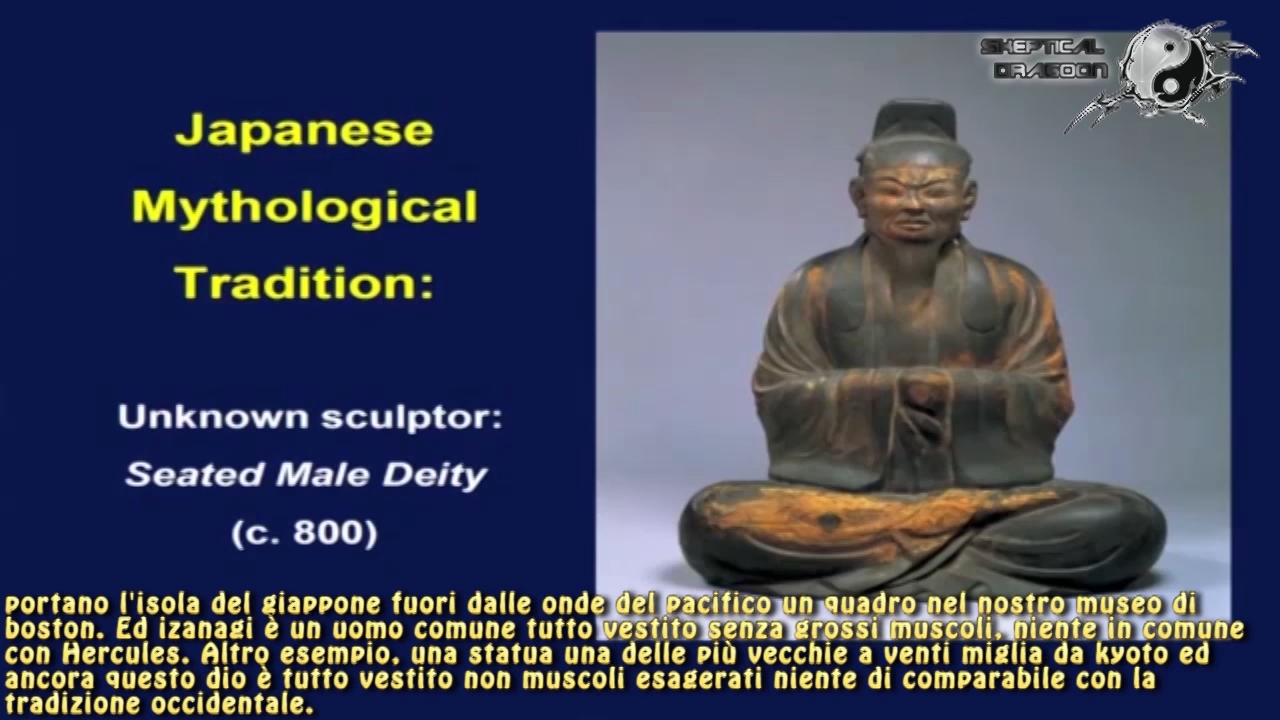 SKEPTICAL
DRAGOON
Japanese
Mythological
Tradition:
Unknown sculptor:
Seated Male Deity
(c. 800)
portano l'isola del giappone fuori dalle onde del pacifico un quadro nel nostro museo di
boston. Ed izanagi è un uomo comune tutto vestito senza grossi muscoli, niente in comune
con Hercules. Altro esempio, una statua una delle più vecchie a venti miglia da kyoto ed
ancora questo dio è tutto vestito non muscoli esagerati niente di comparabile con la
tradizione occidentale.